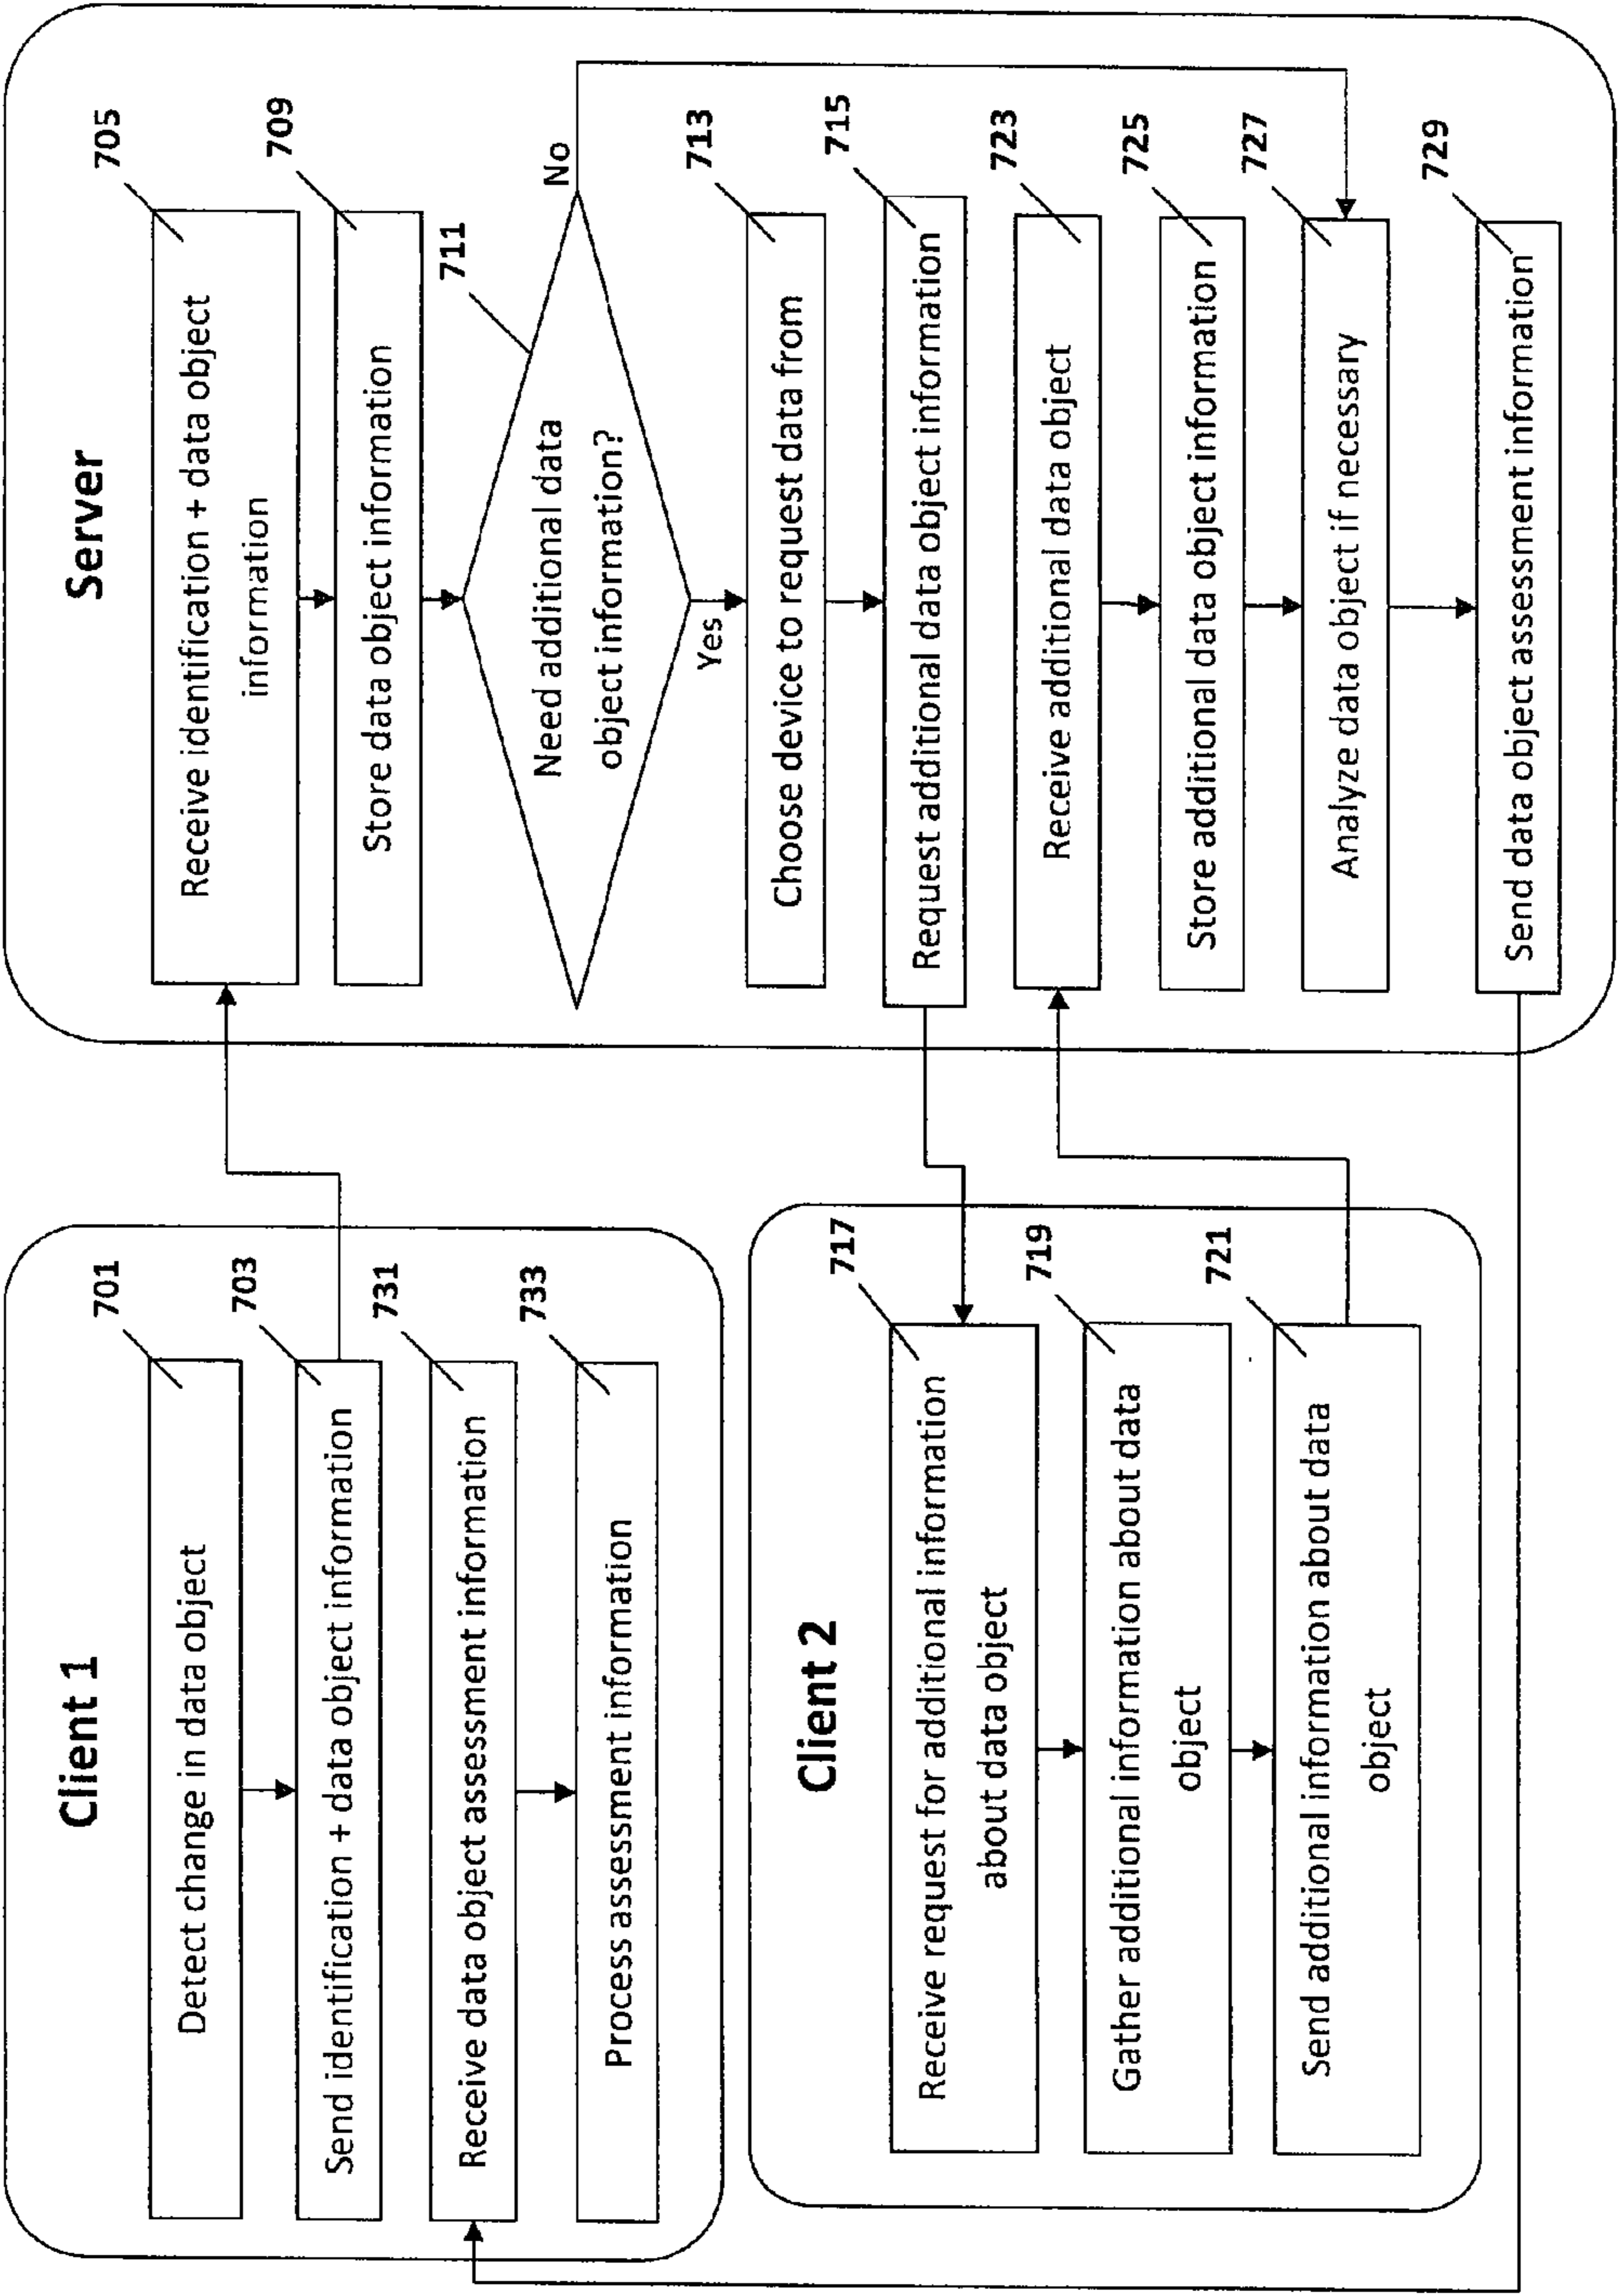 Client 1
701
Detect change in data object
703
Send identification + data object information
731
Receive data object assessment information
733
Process assessment information
Client 2
717
Receive request for additional information
about data object
719
Gather additional information about data
object
721
Send additional information about data
object
Server
705
Receive identification + data object
information
709
Store data object information
711
Need additional data
object information?
No
Yes
713
Choose device to request data from
715
Request additional data object information
723
Receive additional data object
725
Store additional data object information
727
Analyze data object if necessary
729
Send data object assessment information